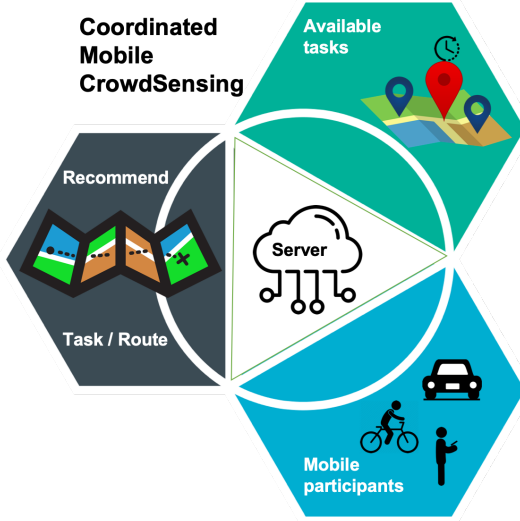 Coordinated
Mobile
CrowdSensing
Available
tasks
Recommend
Server
Task / Route
Mobile
participants